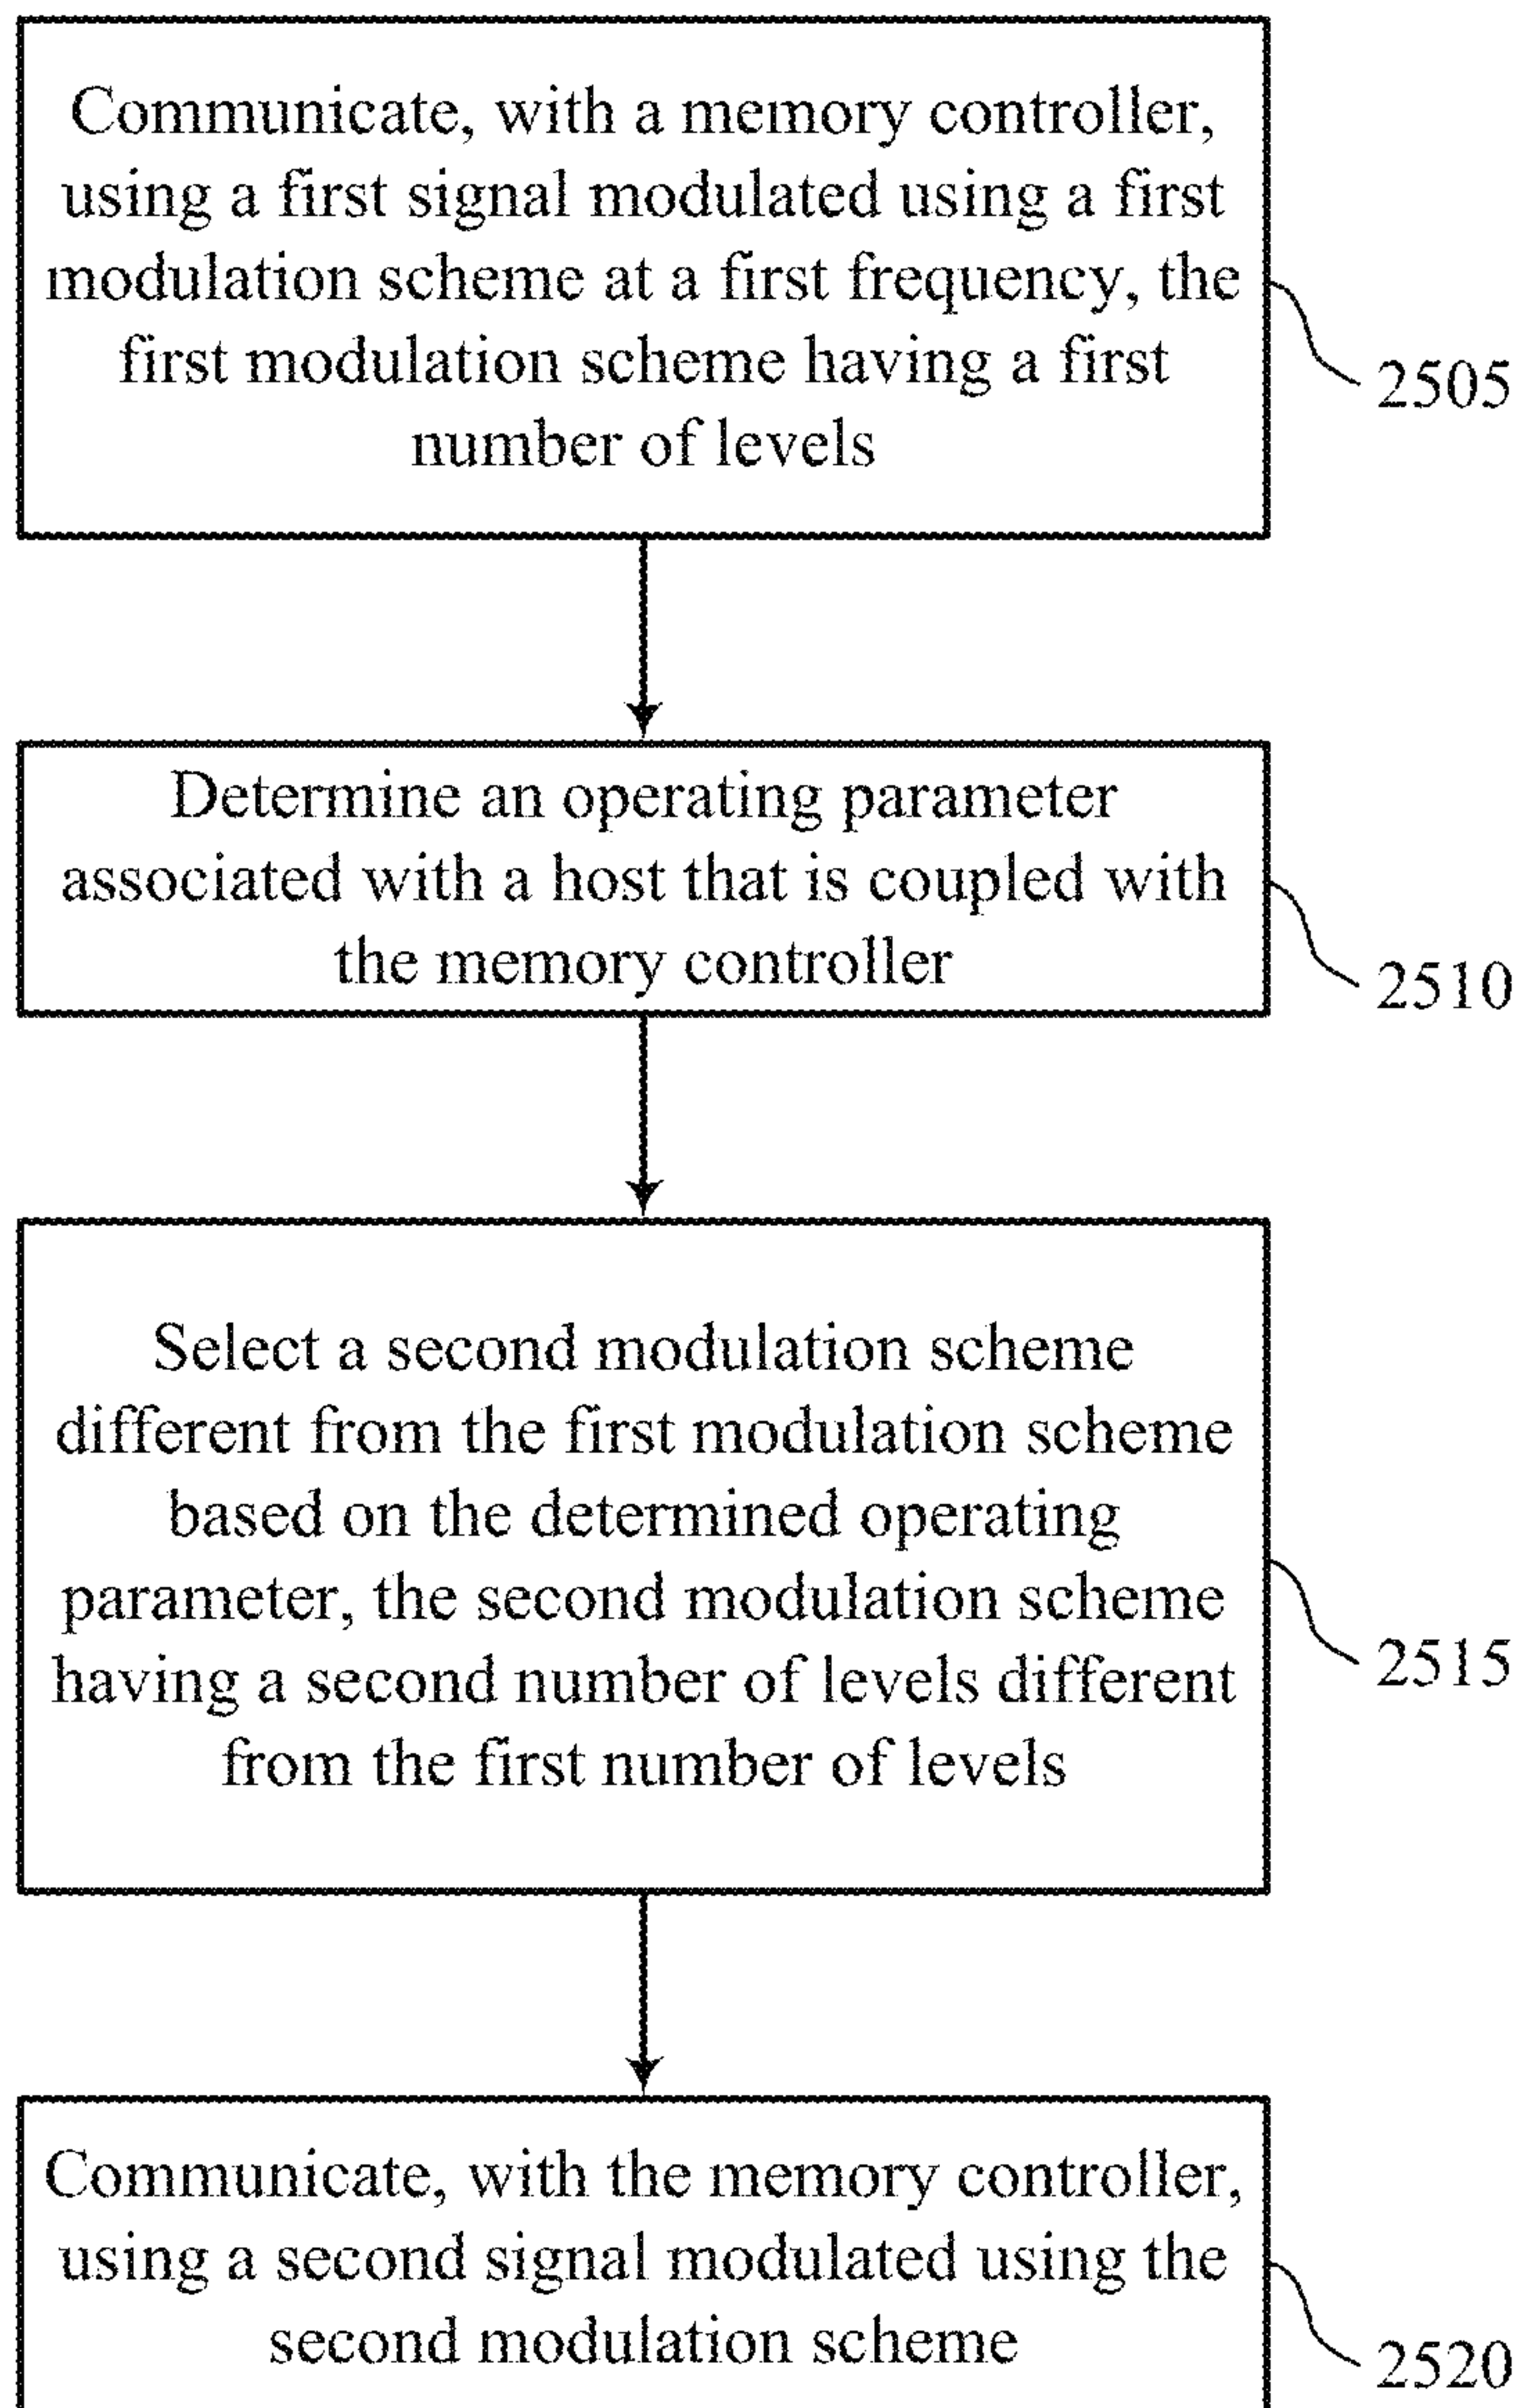 Communicate, with a memory controller,
using a first signal modulated using a first
modulation scheme at a first frequency, the
first modulation scheme having a first
number of levels
2505
Determine an operating parameter
associated with a host that is coupled with
the memory controller
2510
Select a second modulation scheme
different from the first modulation scheme
based on the determined operating
parameter, the second modulation scheme
having a second number of levels different
from the first number of levels
2515
Communicate, with the memory controller,
using a second signal modulated using the
second modulation scheme
2520